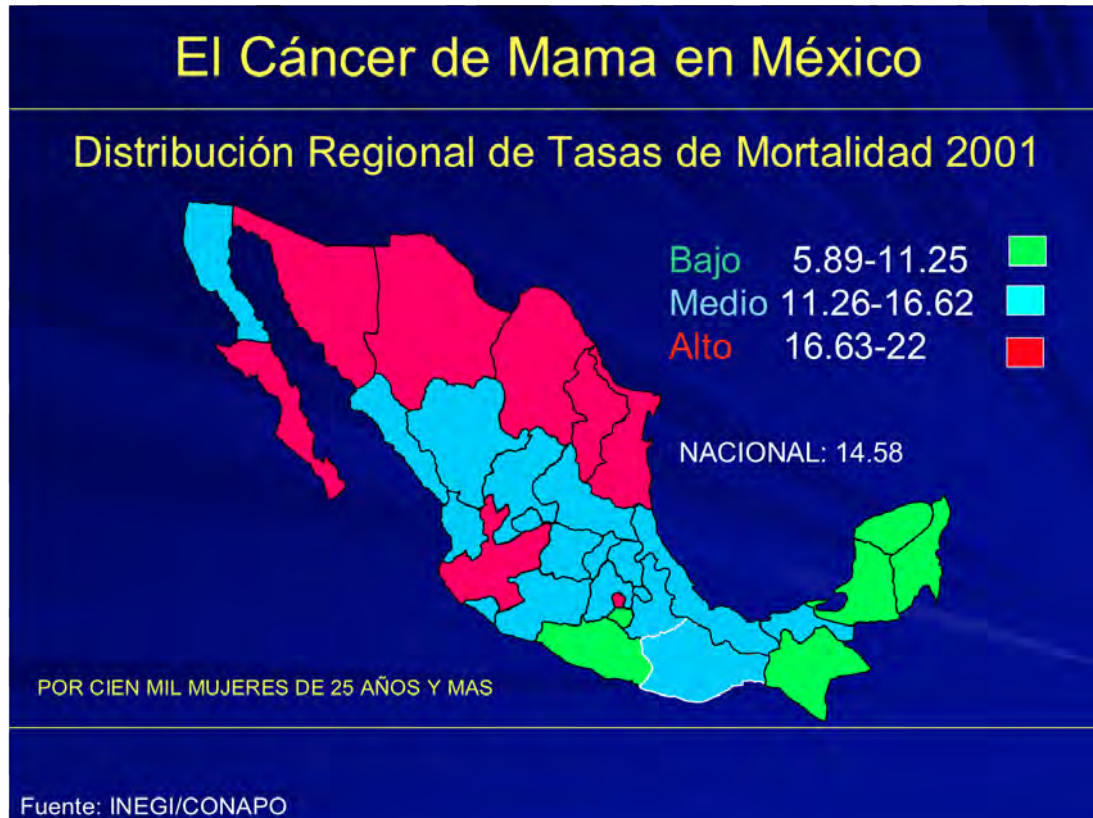 El Cáncer de Mama en México
Distribución Regional de Tasas de Mortalidad 2001
Bajo 5.89-11.25
Medio 11.26-16.62
Alto 16.63-22
NACIONAL: 14.58
POR CIEN MIL MUJERES DE 25 AÑOS Y MAS
Fuente: INEGI/CONAPO